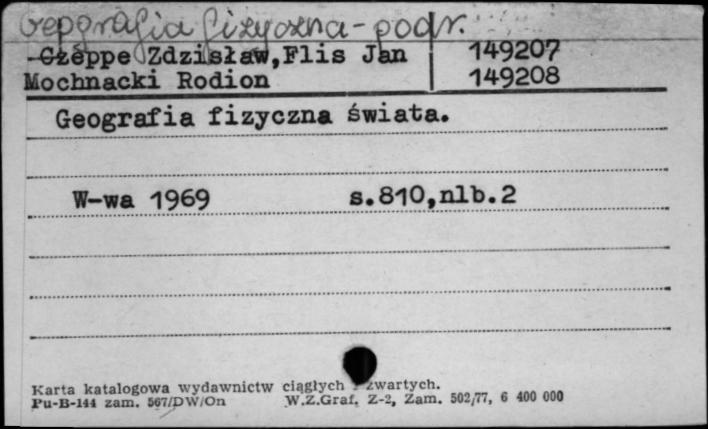 Geografia fizyczna - podr.
Czeppe Zdzisław, Flis Jan 149207
Mochnacki Rodion 149208
Geografia fizyczna świata.
W-wa 1969 s.810,nlb.2
Karta katalogowa wydawnictw ciągłych i zwartych.
Pu-B-144 zam. 567/DW/On W.Z.Graf. Z-2, Zam. 502/77, 6 400 000